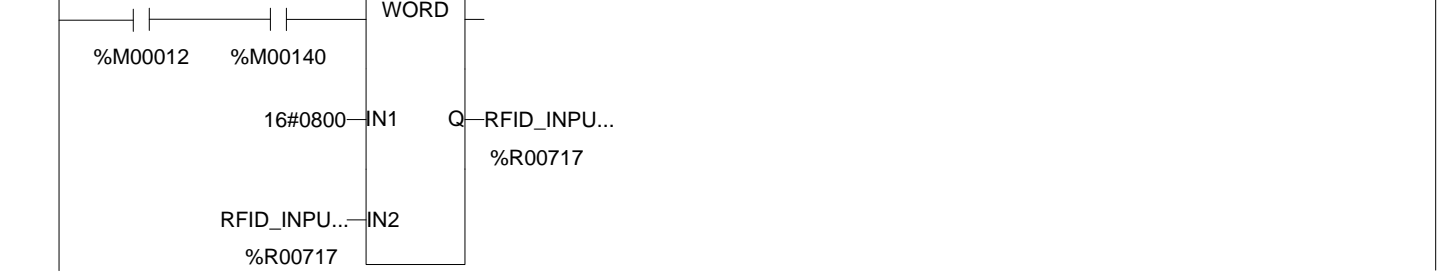 WORD
%M00012 %M00140
16#0800 IN1 Q RFID_INPU...
%R00717
RFID_INPU... IN2
%R00717